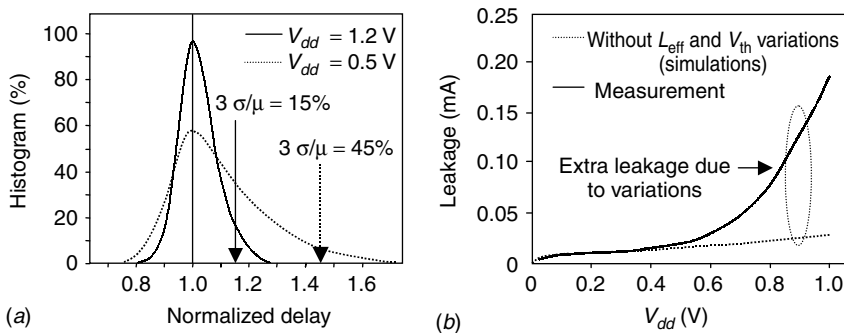 100
80
60
40
20
0
Histogram (%)
V_dd = 1.2 V
V_dd = 0.5 V
3 σ/μ = 15%
3 σ/μ = 45%
0.8 1.0 1.2 1.4 1.6
Normalized delay
(a)
0.25
0.20
0.15
0.10
0.05
0.00
Leakage (mA)
Without L_eff and V_th variations
(simulations)
Measurement
Extra leakage due
to variations
0 0.2 0.4 0.6 0.8 1.0
V_dd (V)
(b)